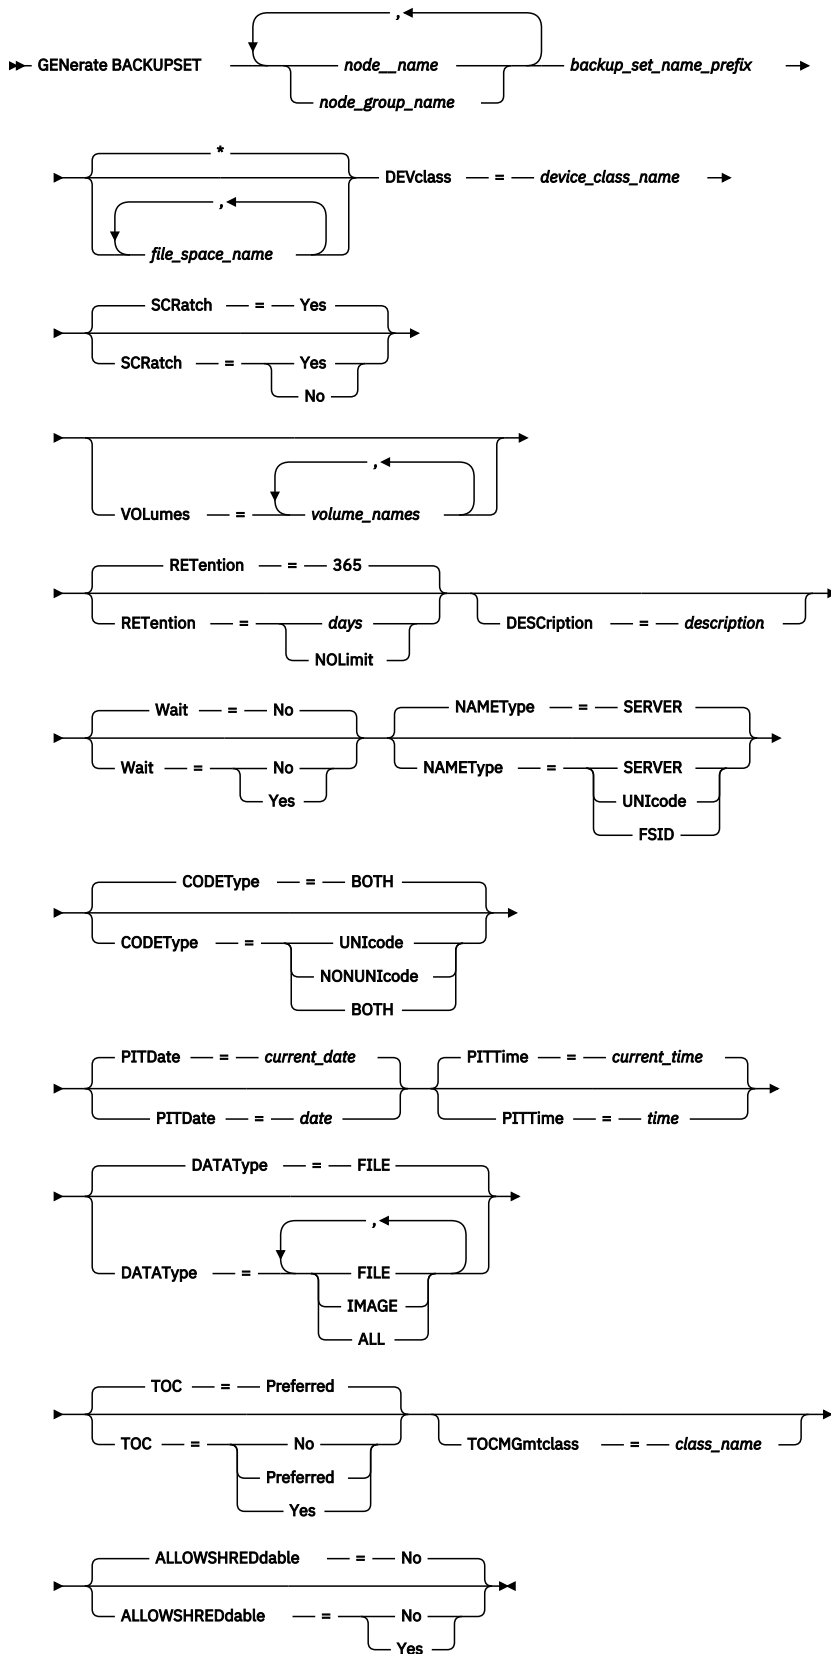 ,
GENerate BACKUPSET node__name backup_set_name_prefix
node_group_name
*
DEVclass = device_class_name
,
file_space_name
SCRatch = Yes
SCRatch = Yes
No
,
VOLumes = volume_names
RETention = 365
RETention = days DESCription = description
NOLimit
Wait = No NAMEType = SERVER
Wait = No NAMEType = SERVER
Yes UNIcode
FSID
CODEType = BOTH
CODEType = UNIcode
NONUNIcode
BOTH
PITDate = current_date PITTime = current_time
PITDate = date PITTime = time
DATAType = FILE
,
DATAType = FILE
IMAGE
ALL
TOC = Preferred
TOC = No TOCMGmtclass = class_name
Preferred
Yes
ALLOWSHREDdable = No
ALLOWSHREDdable = No
Yes